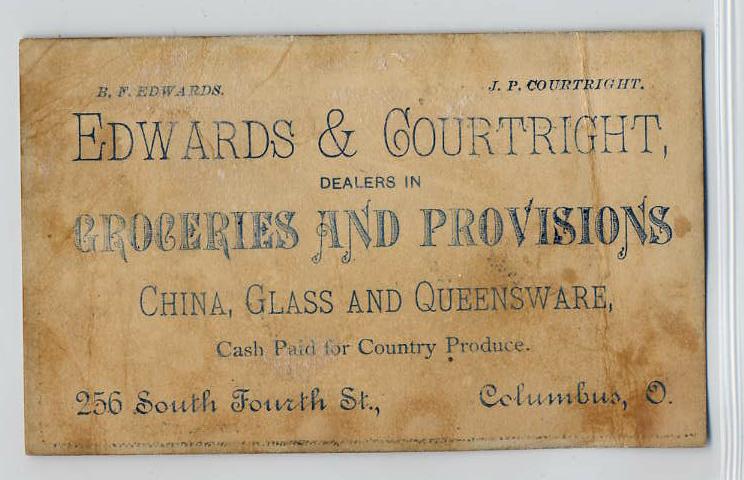 B. F. EDWARDS. J. P. COURTRIGHT.
EDWARDS & COURTRIGHT,
DEALERS IN
GROCERIES AND PROVISIONS
CHINA, GLASS AND QUEENSWARE,
Cash Paid for Country Produce.
256 South Fourth St., Columbus, O.